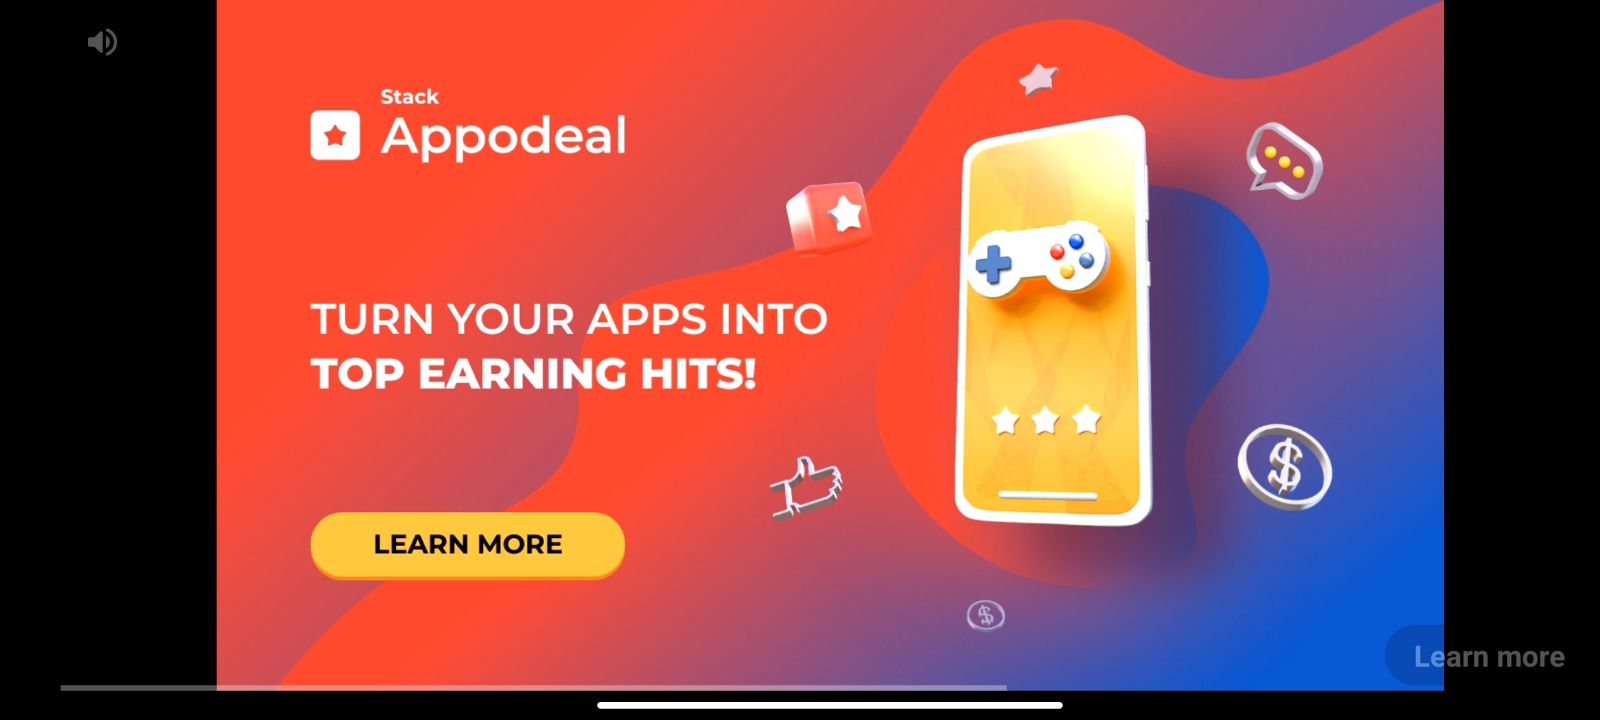 Stack
Appodeal
TURN YOUR APPS INTO
TOP EARNING HITS!
LEARN MORE
Learn more